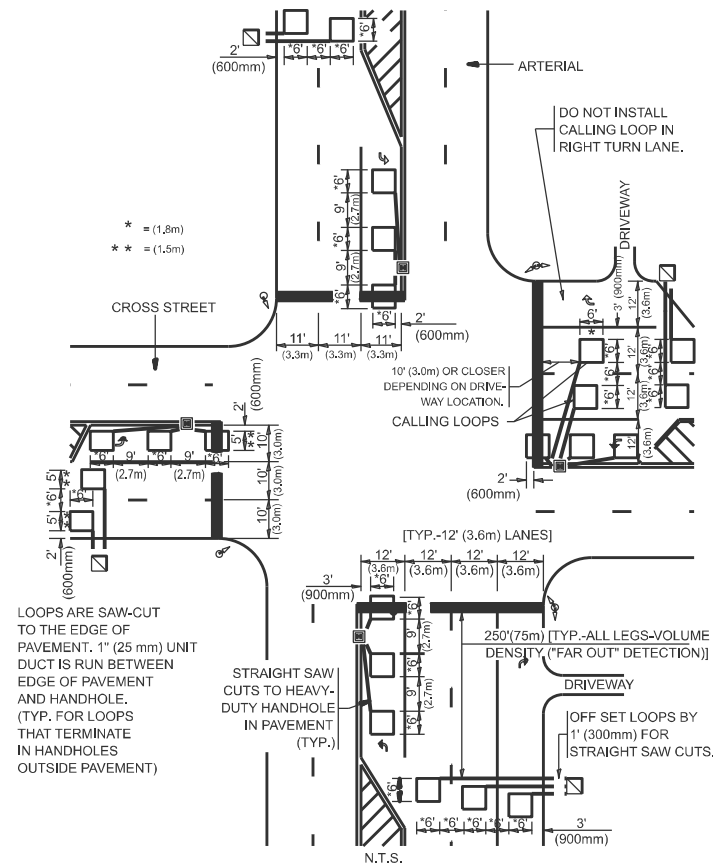 *6' *6' *6'
*6'
2'
(600mm)
ARTERIAL
DO NOT INSTALL
CALLING LOOP IN
RIGHT TURN LANE.
* = (1.8m)
** = (1.5m)
*6'
9'
(2.7m)
*6'
9'
(2.7m)
*6'
DRIVEWAY
3' (900mm)
12'
(3.6m)
CROSS STREET
*6'
2'
(600mm)
11' 11' 11'
(3.3m) (3.3m) (3.3m)
6'
*
10' (3.0m) OR CLOSER
DEPENDING ON DRIVE-
WAY LOCATION.
CALLING LOOPS
*6'
*6'
*6'
12'
(3.6m)
12'
(3.6m)
*6'
*6'
*6'
12'
(3.6m)
2'
(600mm)
5'
**
10'
(3.0m)
*6' 9' *6' 9' *6'
(2.7m) (2.7m)
5'
**
*6'
*6'
5'
**
10'
(3.0m)
10'
(3.0m)
2'
(600mm)
2'
(600mm)
[TYP.-12' (3.6m) LANES]
12' 12' 12' 12'
(3.6m) (3.6m) (3.6m) (3.6m)
3'
(900mm)
*6'
*6'
9'
(2.7m)
*6'
9'
(2.7m)
*6'
250'(75m) [TYP.-ALL LEGS-VOLUME
DENSITY ("FAR OUT" DETECTION)]
LOOPS ARE SAW-CUT
TO THE EDGE OF
PAVEMENT. 1" (25 mm) UNIT
DUCT IS RUN BETWEEN
EDGE OF PAVEMENT
AND HANDHOLE.
(TYP. FOR LOOPS
THAT TERMINATE
IN HANDHOLES
OUTSIDE PAVEMENT)
STRAIGHT SAW
CUTS TO HEAVY-
DUTY HANDHOLE
IN PAVEMENT
(TYP.)
DRIVEWAY
OFF SET LOOPS BY
1' (300mm) FOR
STRAIGHT SAW CUTS.
*6'
*6' *6' *6' *6' *6'
3'
(900mm)
N.T.S.